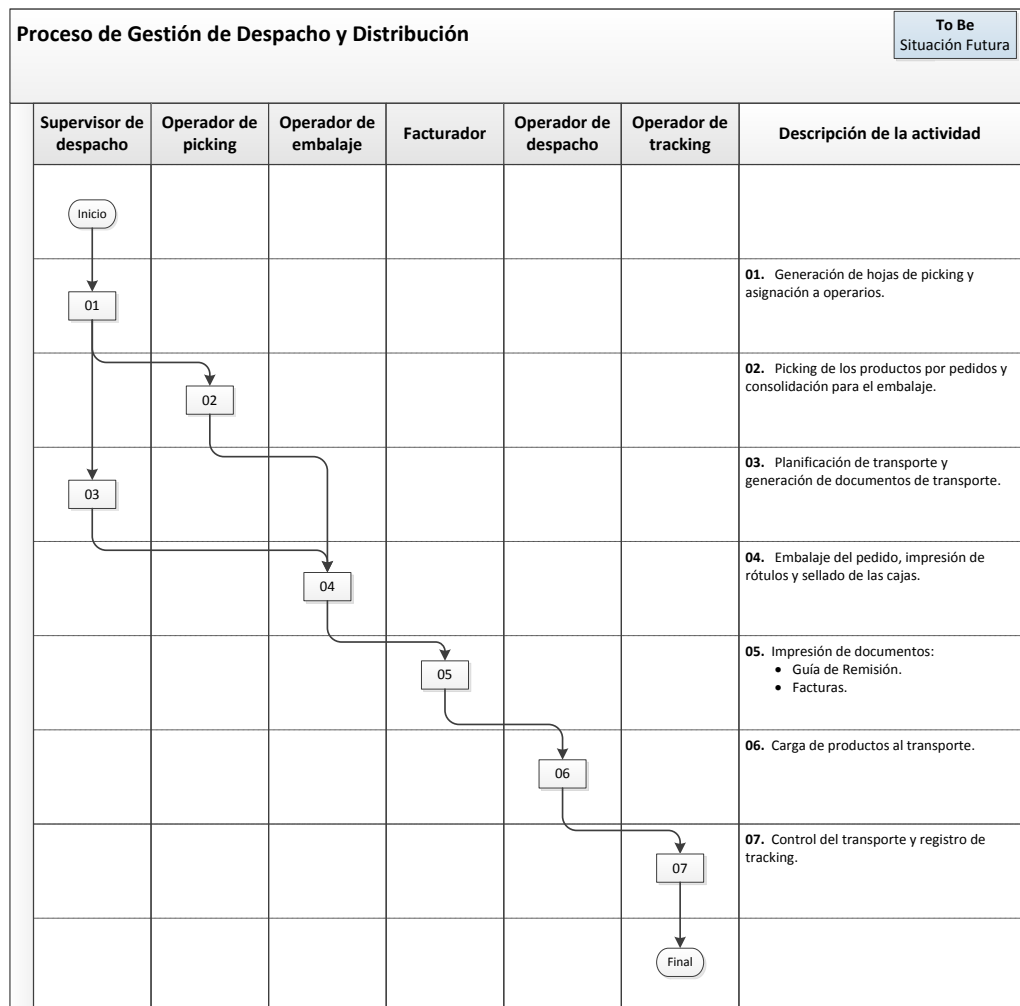 Proceso de Gestión de Despacho y Distribución
To Be
Situación Futura
Supervisor de
despacho
Operador de
picking
Operador de
embalaje
Facturador
Operador de
despacho
Operador de
tracking
Descripción de la actividad
Inicio
01
01. Generación de hojas de picking y
asignación a operarios.
02
02. Picking de los productos por pedidos y
consolidación para el embalaje.
03
03. Planificación de transporte y
generación de documentos de transporte.
04
04. Embalaje del pedido, impresión de
rótulos y sellado de las cajas.
05
05. Impresión de documentos:
• Guía de Remisión.
• Facturas.
06
06. Carga de productos al transporte.
07
07. Control del transporte y registro de
tracking.
Final